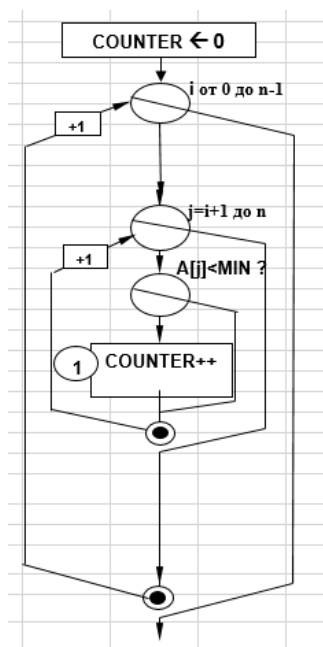 COUNTER ← 0
i от 0 до n-1
+1
j=i+1 до n
+1
A[j]<MIN ?
COUNTER++
1